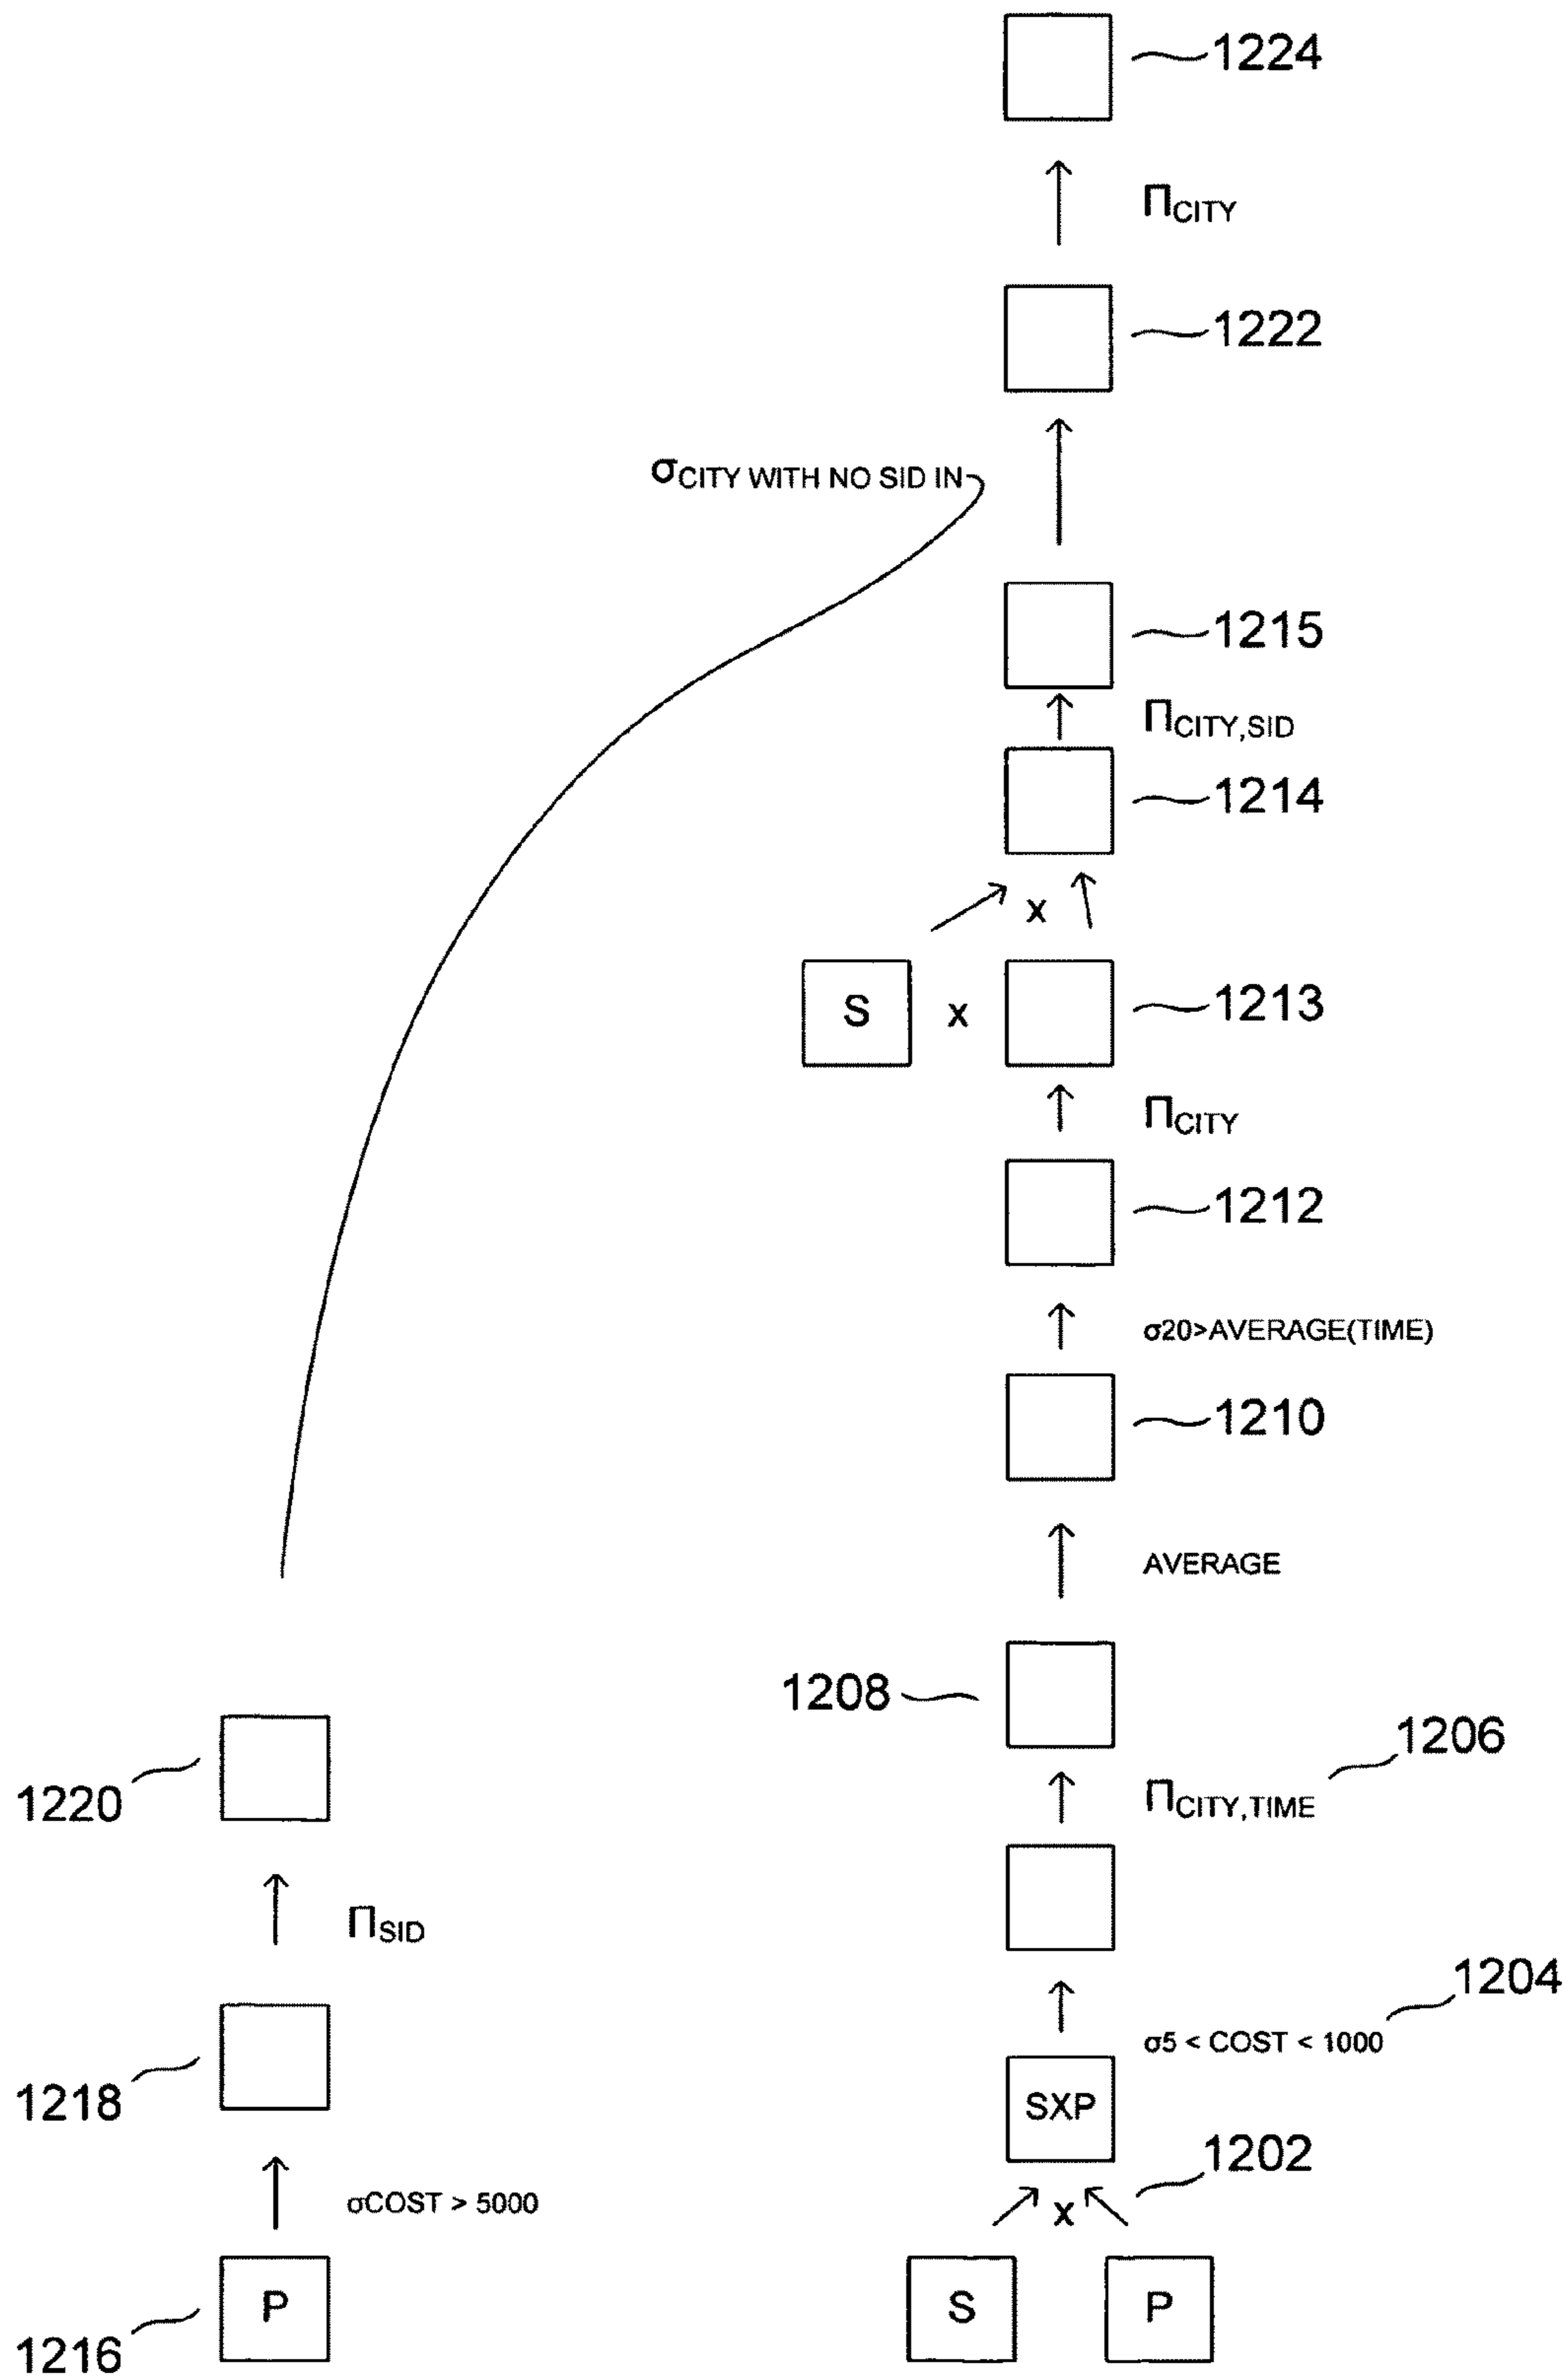 1224
Π CITY
1222
σ CITY WITH NO SID IN
1215
Π CITY,SID
1214
x
S x 1213
Π CITY
1212
σ20>AVERAGE(TIME)
1210
AVERAGE
1208
1206
Π CITY,TIME
1220
Π SID
1204
σ5 < COST < 1000
1218
SXP
1202
σCOST > 5000
x
P
S
P
1216